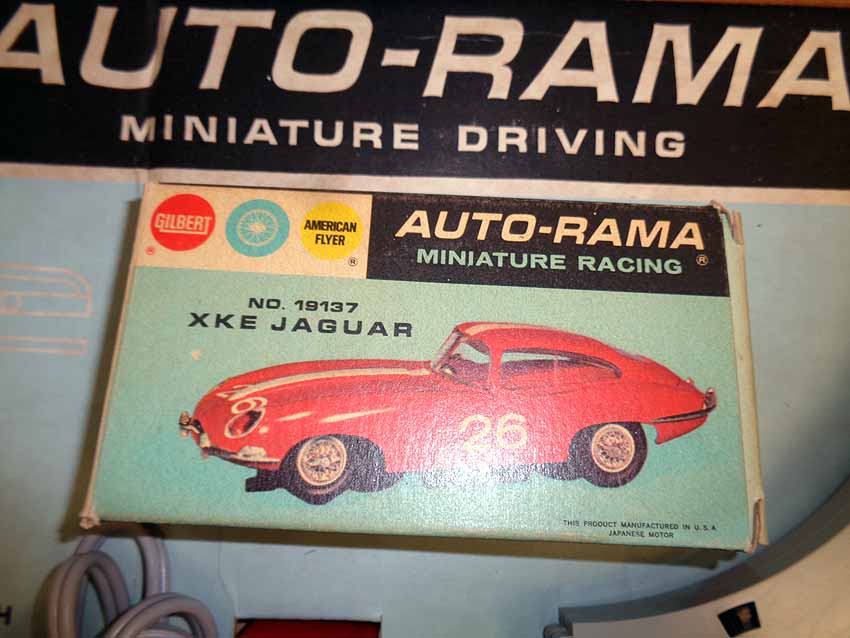 AUTO-RAMA
MINIATURE DRIVING
GILBERT
®
AMERICAN
FLYER
®
AUTO-RAMA
MINIATURE RACING ®
NO. 19137
XKE JAGUAR
26
26
THIS PRODUCT MANUFACTURED IN U.S.A.
JAPANESE MOTOR
H